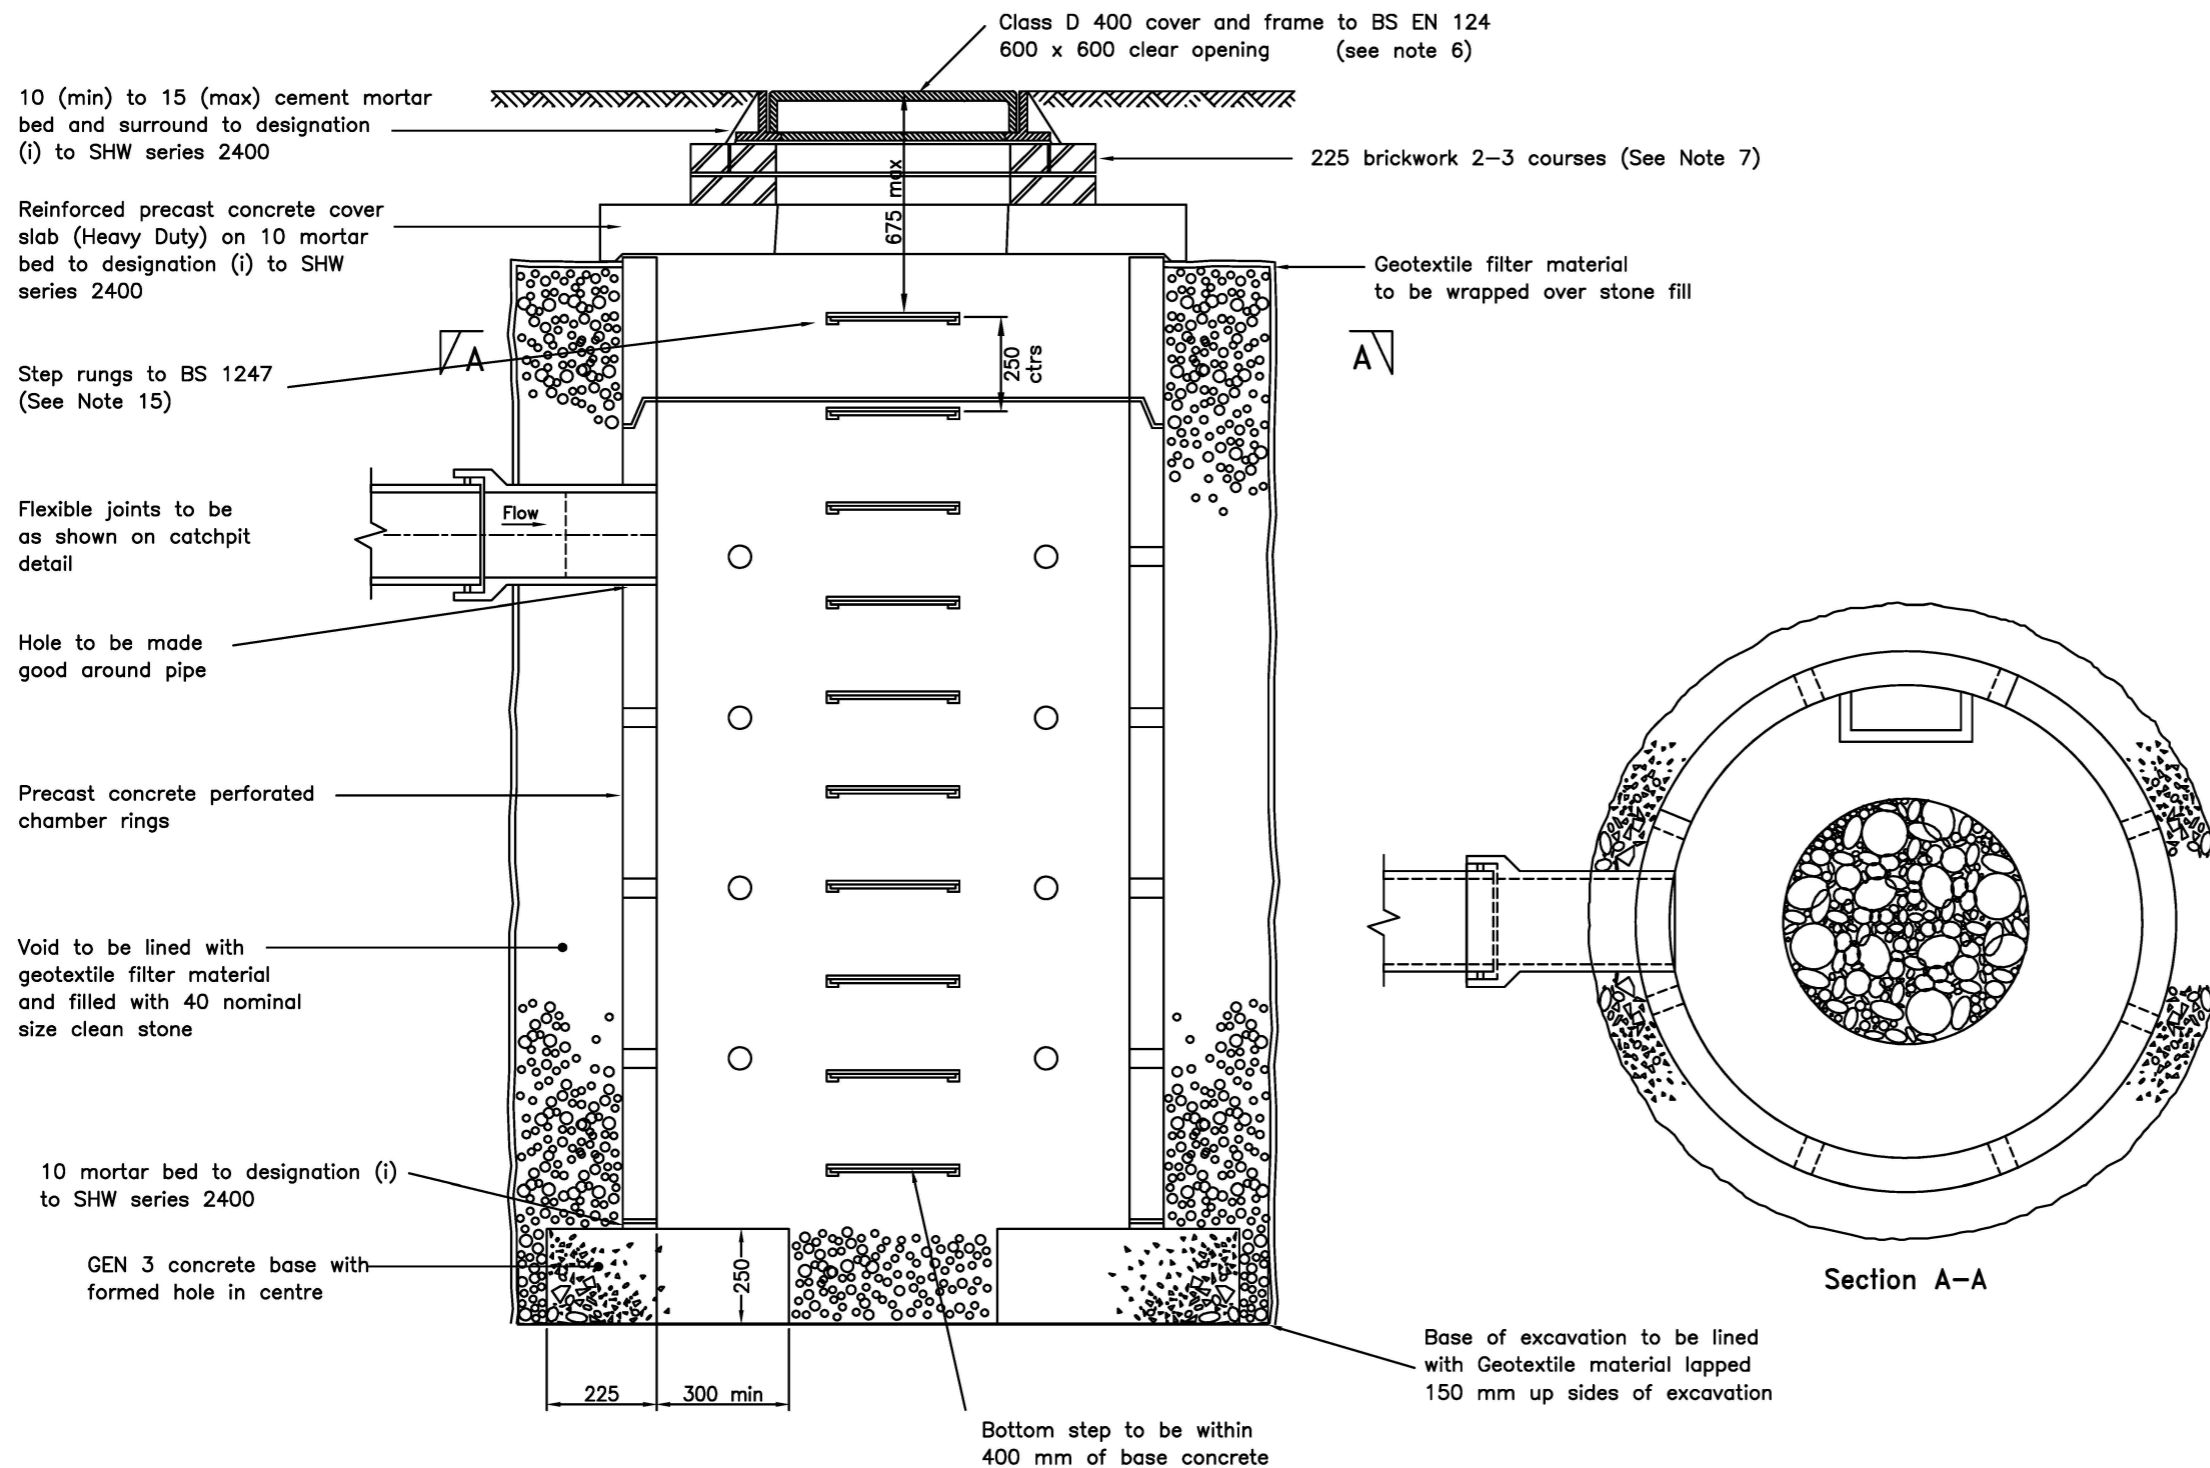 Class D 400 cover and frame to BS EN 124
600 x 600 clear opening (see note 6)
10 (min) to 15 (max) cement mortar
bed and surround to designation
(i) to SHW series 2400
225 brickwork 2-3 courses (See Note 7)
675 max
Reinforced precast concrete cover
slab (Heavy Duty) on 10 mortar
bed to designation (i) to SHW
series 2400
Geotextile filter material
to be wrapped over stone fill
A
A
250
ctrs
Step rungs to BS 1247
(See Note 15)
Flexible joints to be
as shown on catchpit
detail
Flow
Hole to be made
good around pipe
Precast concrete perforated
chamber rings
Void to be lined with
geotextile filter material
and filled with 40 nominal
size clean stone
10 mortar bed to designation (i)
to SHW series 2400
GEN 3 concrete base with
formed hole in centre
250
Section A-A
225
300 min
Base of excavation to be lined
with Geotextile material lapped
150 mm up sides of excavation
Bottom step to be within
400 mm of base concrete